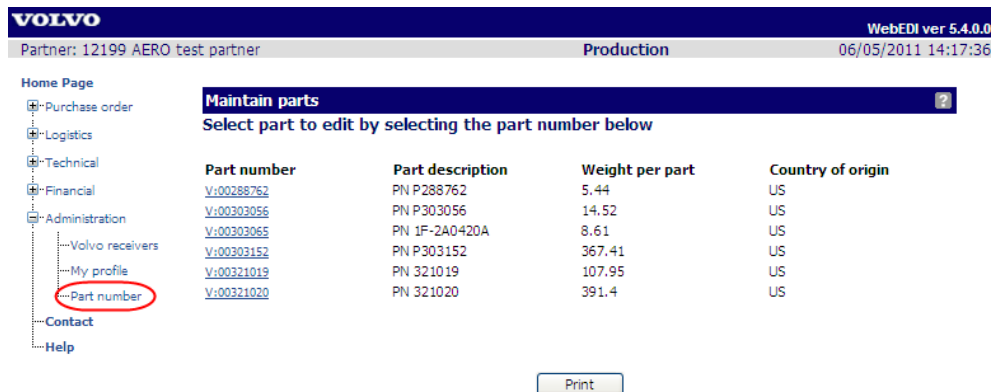 VOLVO
WebEDI ver 5.4.0.0
Partner: 12199 AERO test partner Production 06/05/2011 14:17:36
Home Page
Purchase order
Logistics
Technical
Financial
Administration
Volvo receivers
My profile
Part number
Contact
Help
Maintain parts ?
Select part to edit by selecting the part number below
Part number Part description Weight per part Country of origin
V:00288762 PN P288762 5.44 US
V:00303056 PN P303056 14.52 US
V:00303065 PN 1F-2A0420A 8.61 US
V:00303152 PN P303152 367.41 US
V:00321019 PN 321019 107.95 US
V:00321020 PN 321020 391.4 US
Print